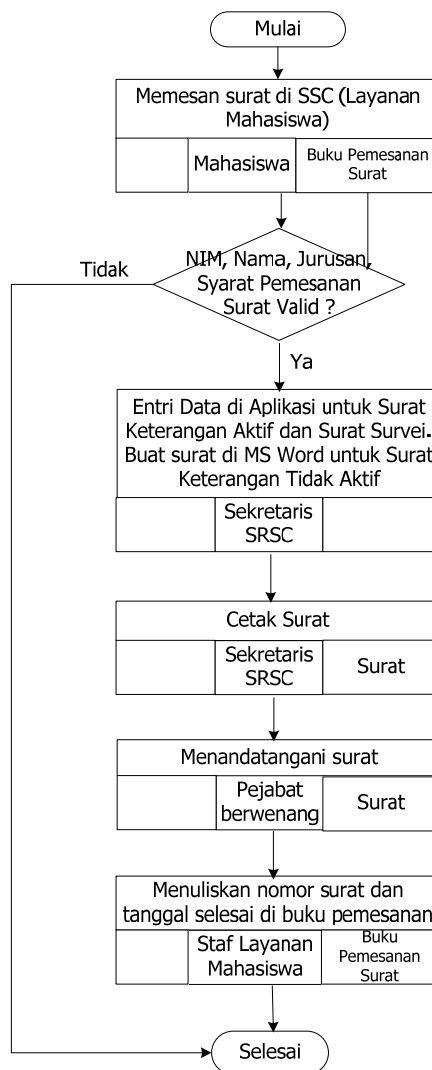 Mulai
Memesan surat di SSC (Layanan
Mahasiswa)
Mahasiswa
Buku Pemesanan
Surat
Tidak
NIM, Nama, Jurusan,
Syarat Pemesanan
Surat Valid ?
Ya
Entri Data di Aplikasi untuk Surat
Keterangan Aktif dan Surat Survei.
Buat surat di MS Word untuk Surat
Keterangan Tidak Aktif
Sekretaris
SRSC
Cetak Surat
Sekretaris
SRSC
Surat
Menandatangani surat
Pejabat
berwenang
Surat
Menuliskan nomor surat dan
tanggal selesai di buku pemesanan
Staf Layanan
Mahasiswa
Buku
Pemesanan
Surat
Selesai